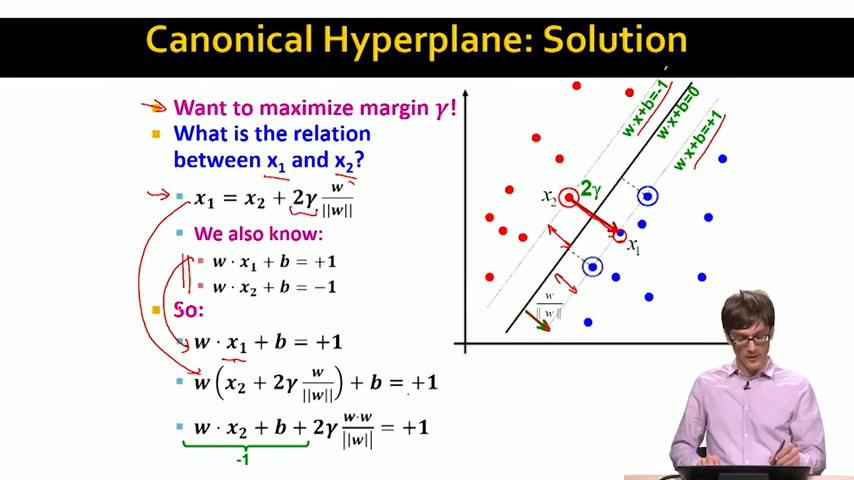 Canonical Hyperplane: Solution
Want to maximize margin γ!
What is the relation
between x₁ and x₂?
x₁ = x₂ + 2γ w/||w||
We also know:
w · x₁ + b = +1
w · x₂ + b = −1
So:
w · x₁ + b = +1
w (x₂ + 2γ w/||w||) + b = +1
w · x₂ + b + 2γ w·w/||w|| = +1
-1
w·x+b=-1
w·x+b=0
w·x+b=+1
x₂
2γ
x₁
w/||w||